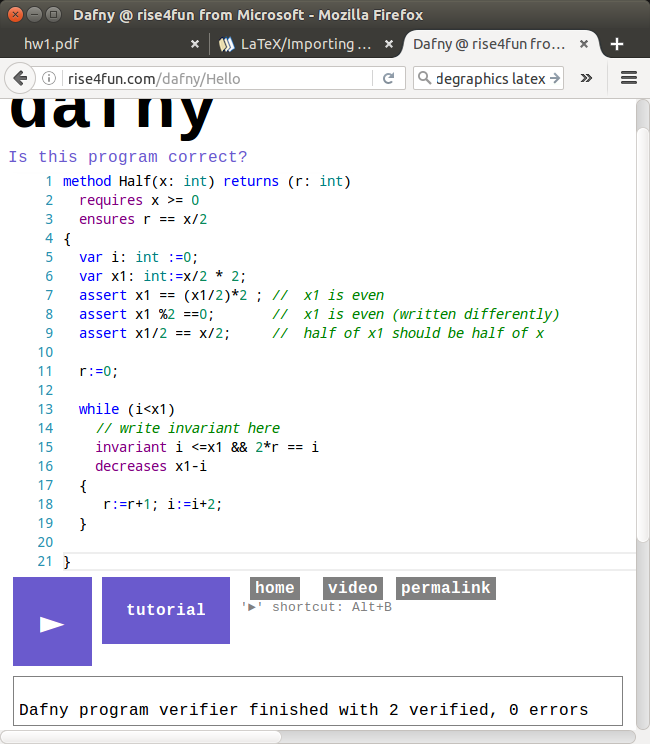 Dafny @ rise4fun from Microsoft - Mozilla Firefox
hw1.pdf
LaTeX/Importing ...
Dafny @ rise4fun fro...
rise4fun.com/dafny/Hello
degraphics latex
dafny
Is this program correct?
1 method Half(x: int) returns (r: int)
2   requires x >= 0
3   ensures r == x/2
4 {
5   var i: int :=0;
6   var x1: int:=x/2 * 2;
7   assert x1 == (x1/2)*2 ; //  x1 is even
8   assert x1 %2 ==0;       //  x1 is even (written differently)
9   assert x1/2 == x/2;     //  half of x1 should be half of x
10
11   r:=0;
12
13   while (i<x1)
14     // write invariant here
15     invariant i <=x1 && 2*r == i
16     decreases x1-i
17   {
18      r:=r+1; i:=i+2;
19   }
20
21 }
►
tutorial
home video permalink
'►' shortcut: Alt+B
Dafny program verifier finished with 2 verified, 0 errors